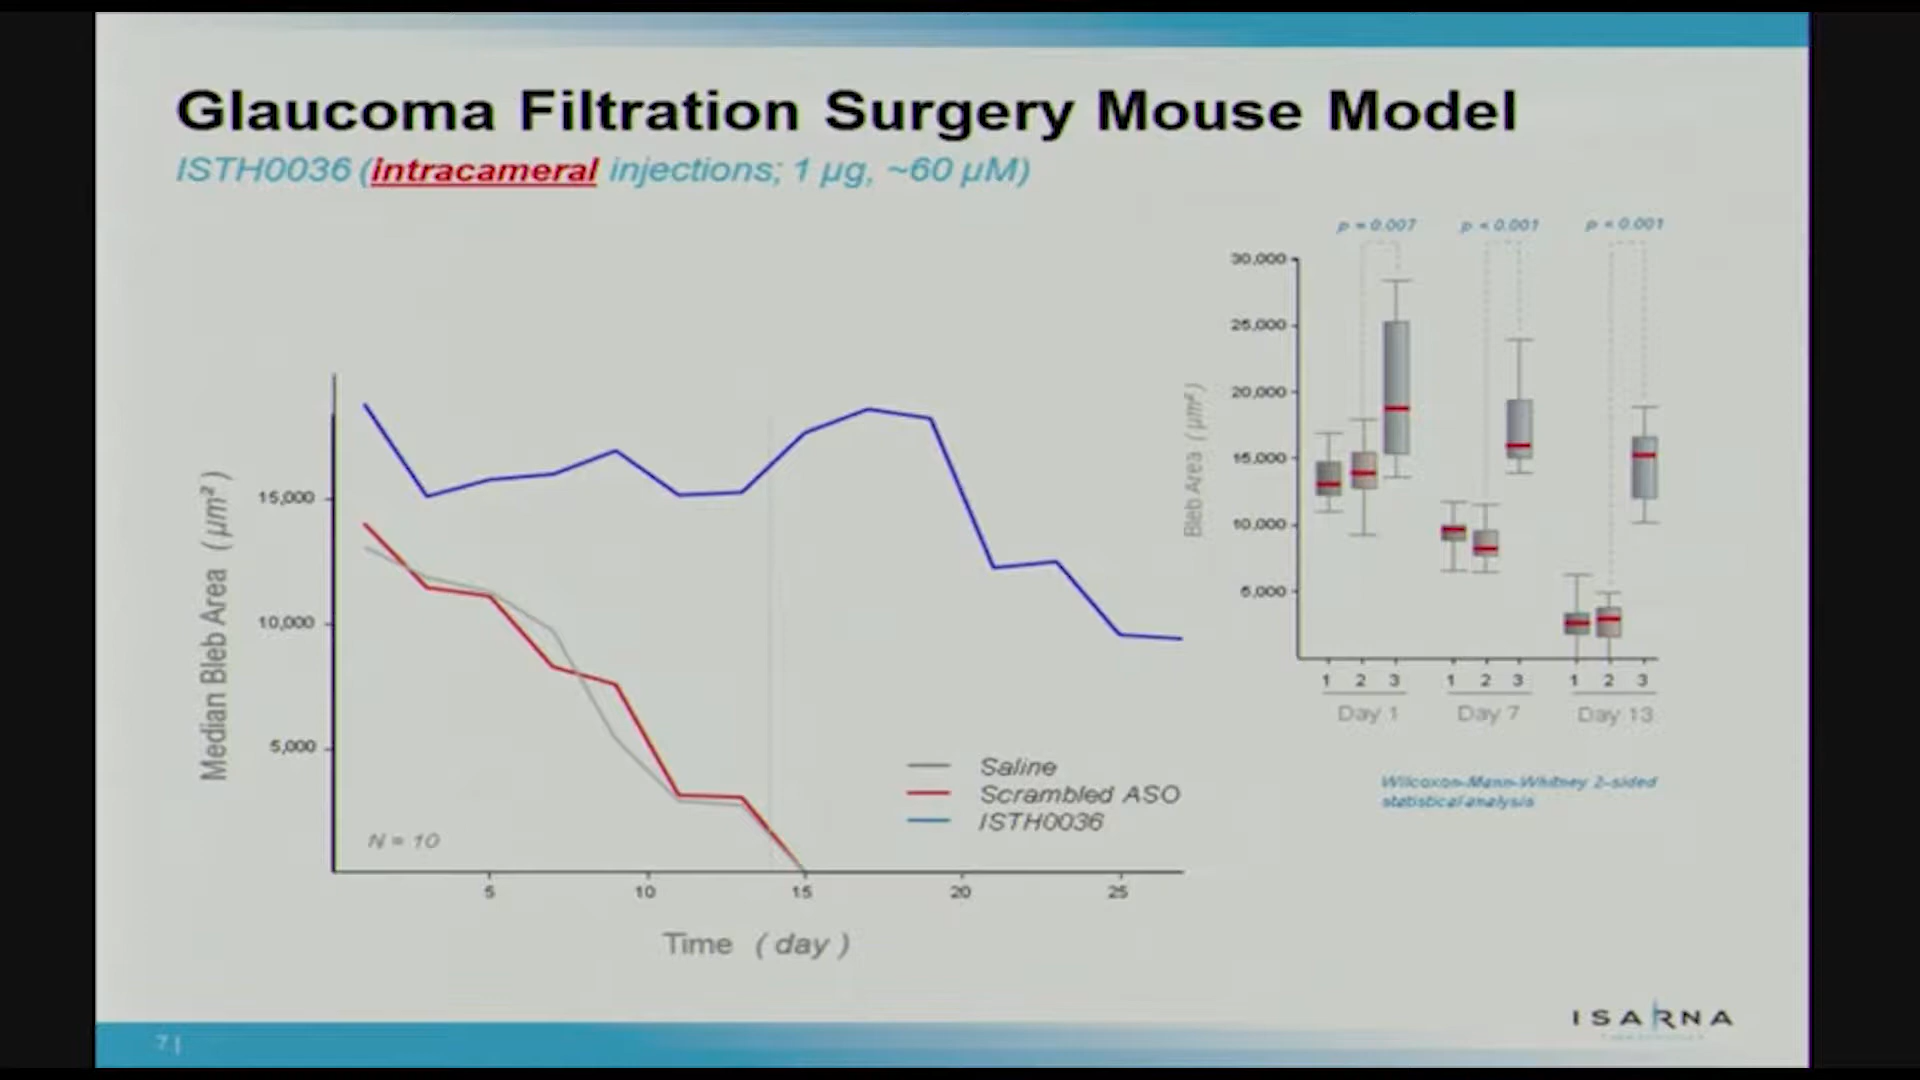 Glaucoma Filtration Surgery Mouse Model
ISTH0036 (intracameral injections; 1 µg, ~60 µM)
Median Bleb Area (µm²)
15,000
10,000
5,000
N = 10
Saline
Scrambled ASO
ISTH0036
5
10
15
20
25
Time (day)
p = 0.007
p < 0.001
p < 0.001
Bleb Area (µm²)
30,000
25,000
20,000
15,000
10,000
5,000
1 2 3
1 2 3
1 2 3
Day 1
Day 7
Day 13
Wilcoxon-Mann-Whitney 2-sided
statistical analysis
7 |
ISARNA